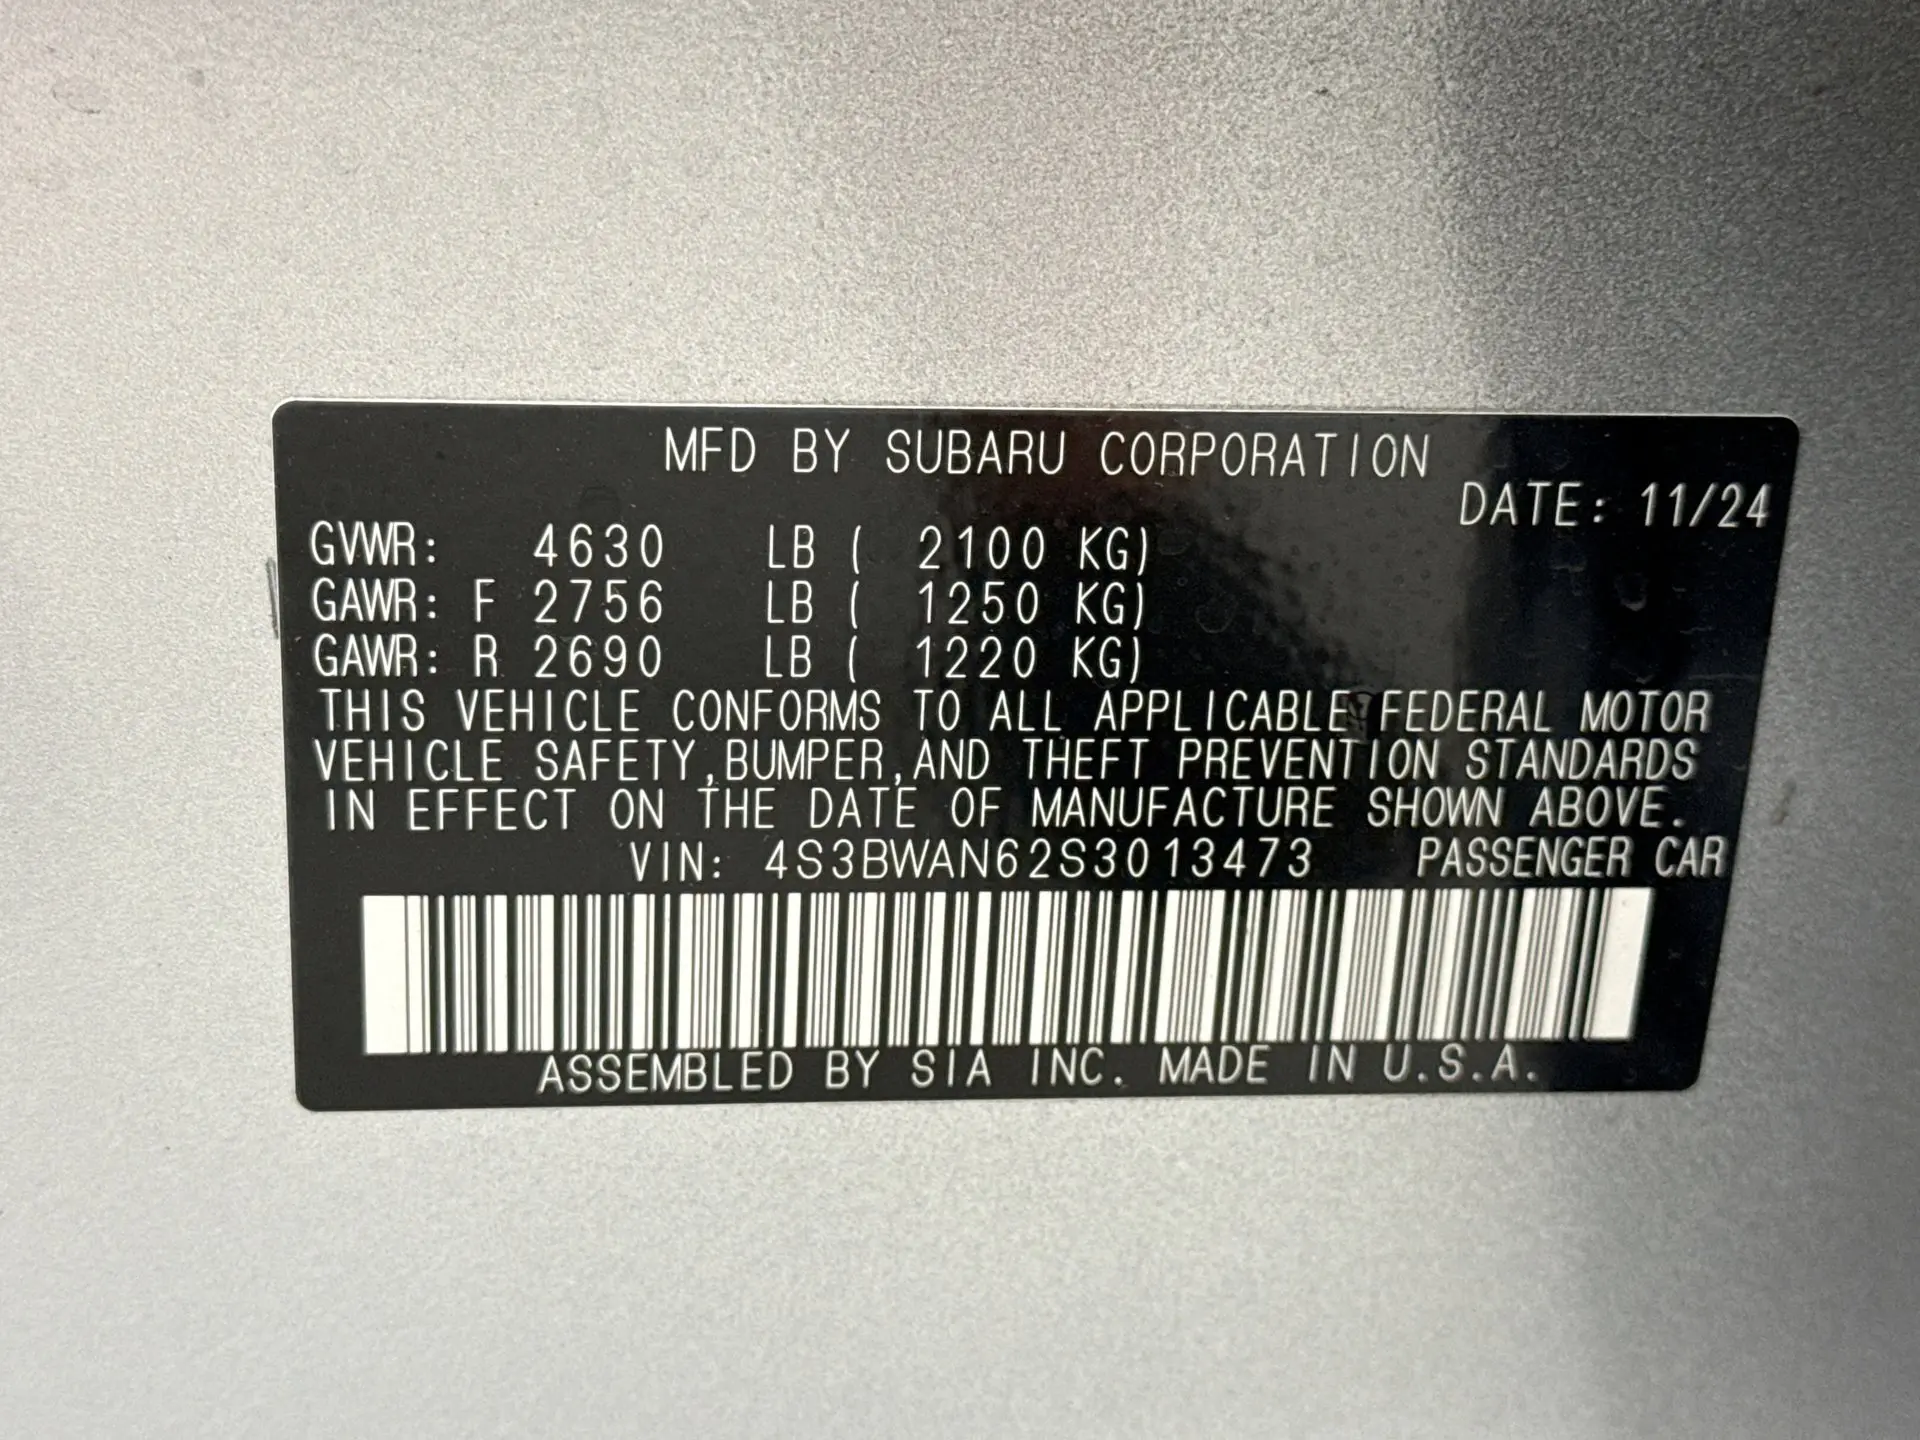 MFD BY SUBARU CORPORATION
DATE: 11/24
GVWR: 4630 LB ( 2100 KG)
GAWR: F 2756 LB ( 1250 KG)
GAWR: R 2690 LB ( 1220 KG)
THIS VEHICLE CONFORMS TO ALL APPLICABLE FEDERAL MOTOR
VEHICLE SAFETY,BUMPER,AND THEFT PREVENTION STANDARDS
IN EFFECT ON THE DATE OF MANUFACTURE SHOWN ABOVE.
VIN: 4S3BWAN62S3013473 PASSENGER CAR
ASSEMBLED BY SIA INC. MADE IN U.S.A.